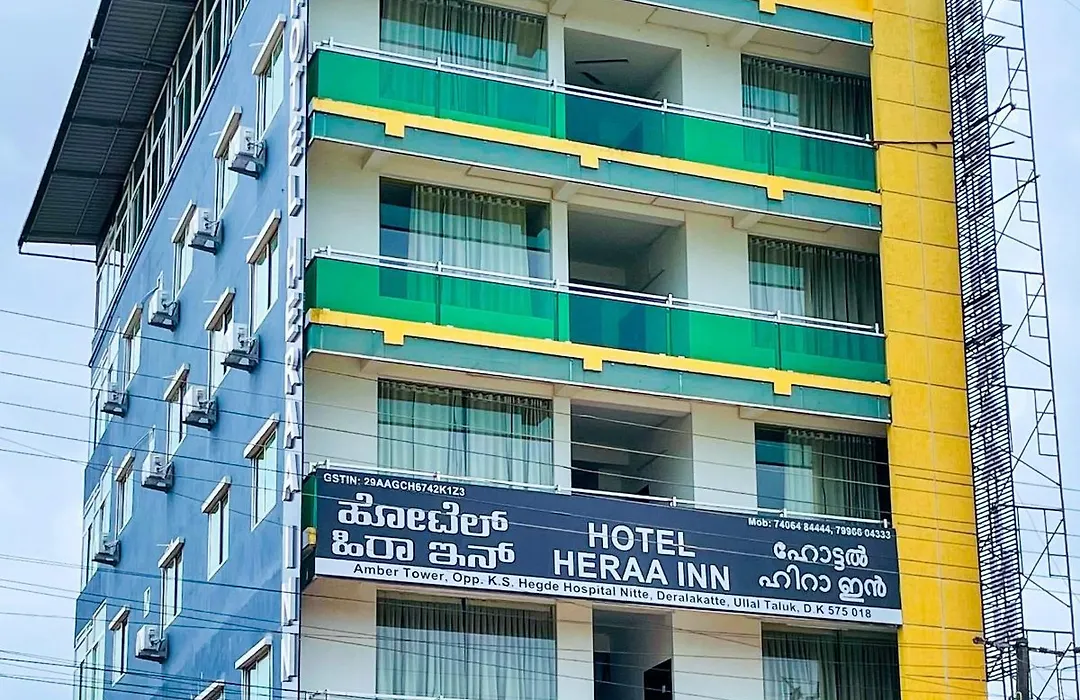 HOTEL HERAA INN
GSTIN: 29AAGCH6742K1Z3
ಹೋಟೆಲ್
ಹಿರಾ ಇನ್
HOTEL
HERAA INN
Mob: 74064 84444, 79966 04333
ഹോട്ടൽ
ഹിറാ ഇൻ
Amber Tower, Opp. K.S. Hegde Hospital Nitte, Deralakatte, Ullal Taluk, D.K 575 018